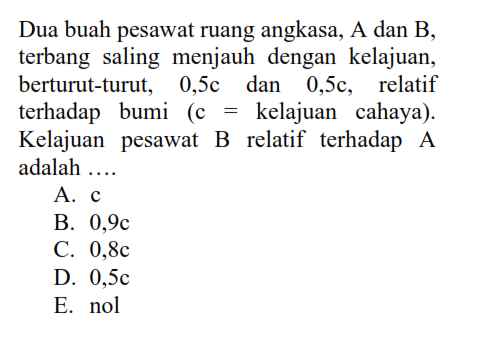 Dua buah pesawat ruang angkasa, A dan B,
terbang saling menjauh dengan kelajuan,
berturut-turut, 0,5c dan 0,5c, relatif
terhadap bumi (c = kelajuan cahaya).
Kelajuan pesawat B relatif terhadap A
adalah ….
A. c
B. 0,9c
C. 0,8c
D. 0,5c
E. nol